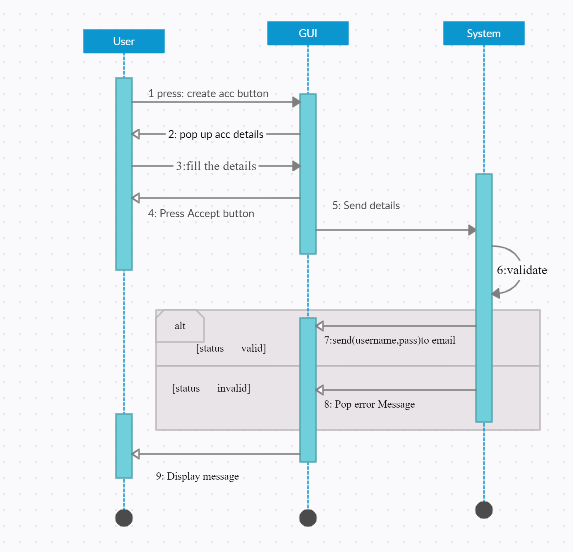 User
GUI
System
1 press: create acc button
2: pop up acc details
3:fill the details
4: Press Accept button
5: Send details
6:validate
alt
7:send(username,pass)to email
[status valid]
[status invalid]
8: Pop error Message
9: Display message